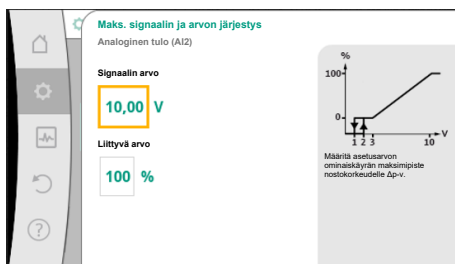 Maks. signaalin ja arvon järjestys
Analoginen tulo (AI2)
Signaalin arvo
10,00 V
Liittyvä arvo
100 %
%
100
0
1 2 3 10 V
Määritä asetusarvon
ominaiskäyrän maksimipiste
nostokorkeudelle Δp-v.
?